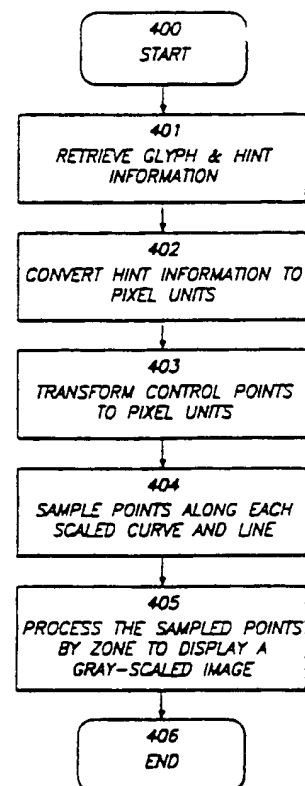 400
START
401
RETRIEVE GLYPH & HINT
INFORMATION
402
CONVERT HINT INFORMATION TO
PIXEL UNITS
403
TRANSFORM CONTROL POINTS
TO PIXEL UNITS
404
SAMPLE POINTS ALONG EACH
SCALED CURVE AND LINE
405
PROCESS THE SAMPLED POINTS
BY ZONE TO DISPLAY A
GRAY-SCALED IMAGE
406
END